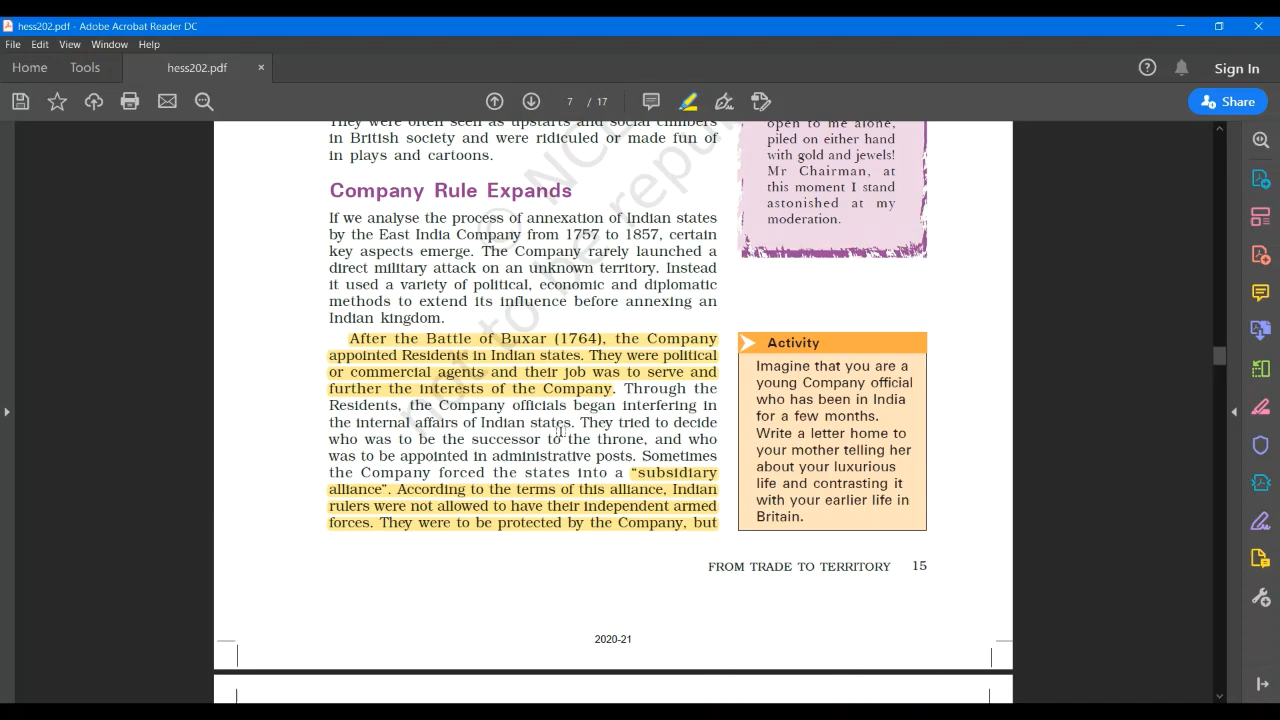 hess202.pdf - Adobe Acrobat Reader DC
File Edit View Window Help
Home Tools hess202.pdf × Sign In
7 / 17 Share
They were often seen as upstarts and social climbers
in British society and were ridiculed or made fun of
in plays and cartoons.
Company Rule Expands
If we analyse the process of annexation of Indian states
by the East India Company from 1757 to 1857, certain
key aspects emerge. The Company rarely launched a
direct military attack on an unknown territory. Instead
it used a variety of political, economic and diplomatic
methods to extend its influence before annexing an
Indian kingdom.
After the Battle of Buxar (1764), the Company
appointed Residents in Indian states. They were political
or commercial agents and their job was to serve and
further the interests of the Company. Through the
Residents, the Company officials began interfering in
the internal affairs of Indian states. They tried to decide
who was to be the successor to the throne, and who
was to be appointed in administrative posts. Sometimes
the Company forced the states into a “subsidiary
alliance”. According to the terms of this alliance, Indian
rulers were not allowed to have their independent armed
forces. They were to be protected by the Company, but
open to me alone,
piled on either hand
with gold and jewels!
Mr Chairman, at
this moment I stand
astonished at my
moderation.
Activity
Imagine that you are a
young Company official
who has been in India
for a few months.
Write a letter home to
your mother telling her
about your luxurious
life and contrasting it
with your earlier life in
Britain.
FROM TRADE TO TERRITORY 15
2020-21
© NCE
not to be repu